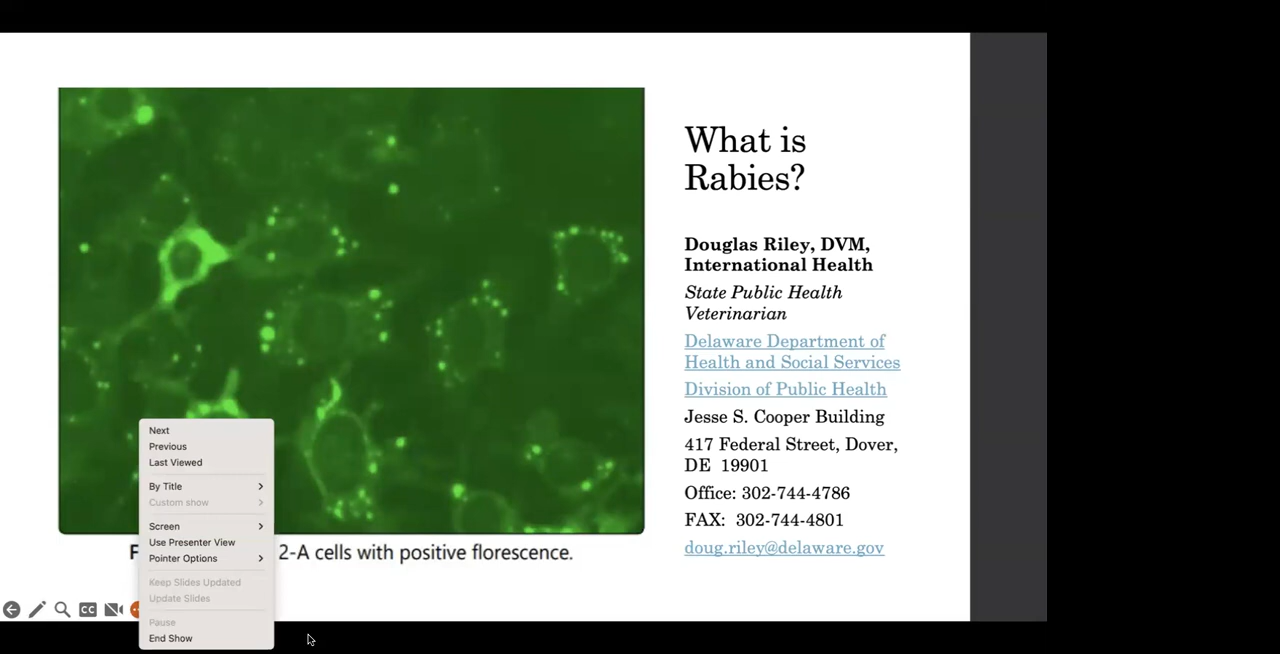 What is
Rabies?
Douglas Riley, DVM,
International Health
State Public Health
Veterinarian
Delaware Department of
Health and Social Services
Division of Public Health
Jesse S. Cooper Building
417 Federal Street, Dover,
DE 19901
Office: 302-744-4786
FAX: 302-744-4801
doug.riley@delaware.gov
2-A cells with positive florescence.
Next
Previous
Last Viewed
By Title
Custom show
Screen
Use Presenter View
Pointer Options
Keep Slides Updated
Update Slides
Pause
End Show
CC